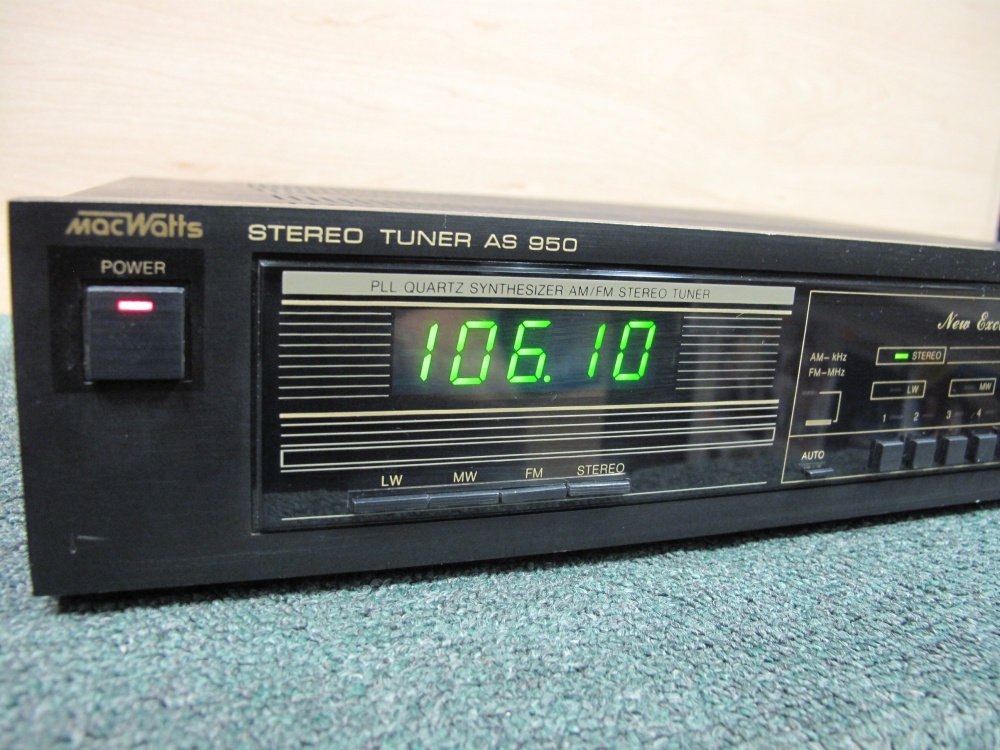 MacWatts
STEREO TUNER AS 950
POWER
PLL QUARTZ SYNTHESIZER AM/FM STEREO TUNER
106.10
LW MW FM STEREO
New
AM- kHz
FM-MHz
STEREO
LW MW
1 2 3 4
AUTO